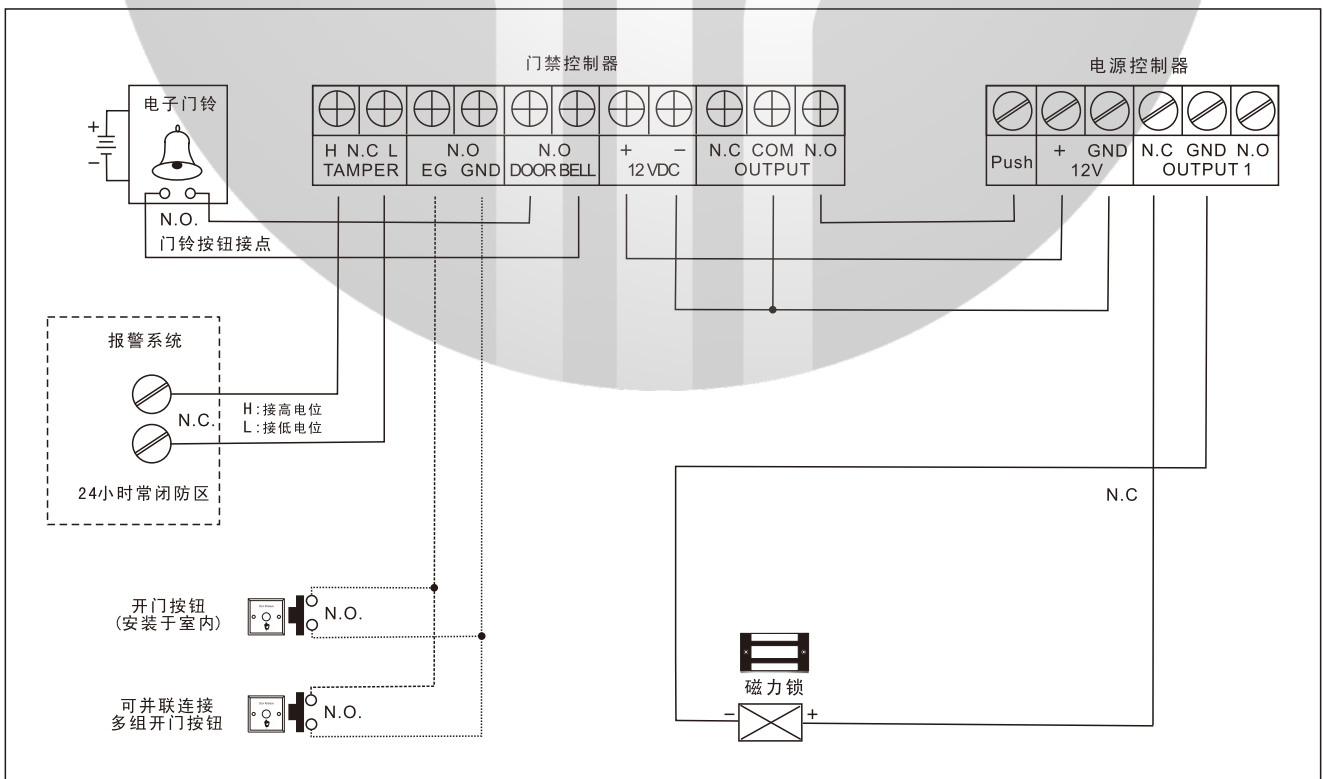 门禁控制器
电源控制器
电子门铃
+
−
H N.C L
TAMPER
N.O
EG GND
N.O
DOOR BELL
+ −
12 VDC
N.C COM N.O
OUTPUT
Push
+ GND
12V
N.C GND N.O
OUTPUT 1
N.O.
门铃按钮接点
报警系统
N.C.
H:接高电位
L:接低电位
24小时常闭防区
N.C
开门按钮
(安装于室内)
N.O.
磁力锁
− +
可并联连接
多组开门按钮
N.O.